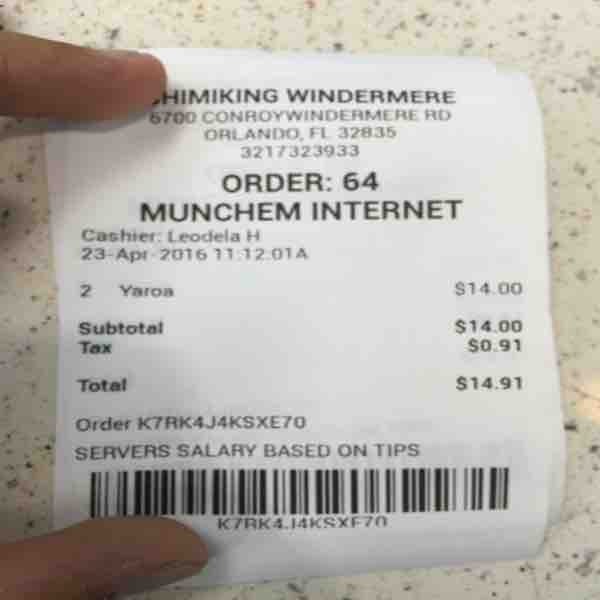 HIMIKING WINDERMERE
6700 CONROYWINDERMERE RD
ORLANDO, FL 32835
3217323933
ORDER: 64
MUNCHEM INTERNET
Cashier: Leodela H
23-Apr-2016 11:12:01A
2 Yaroa $14.00
Subtotal $14.00
Tax $0.91
Total $14.91
Order K7RK4J4KSXE70
SERVERS SALARY BASED ON TIPS
K7RK4J4KSXE70